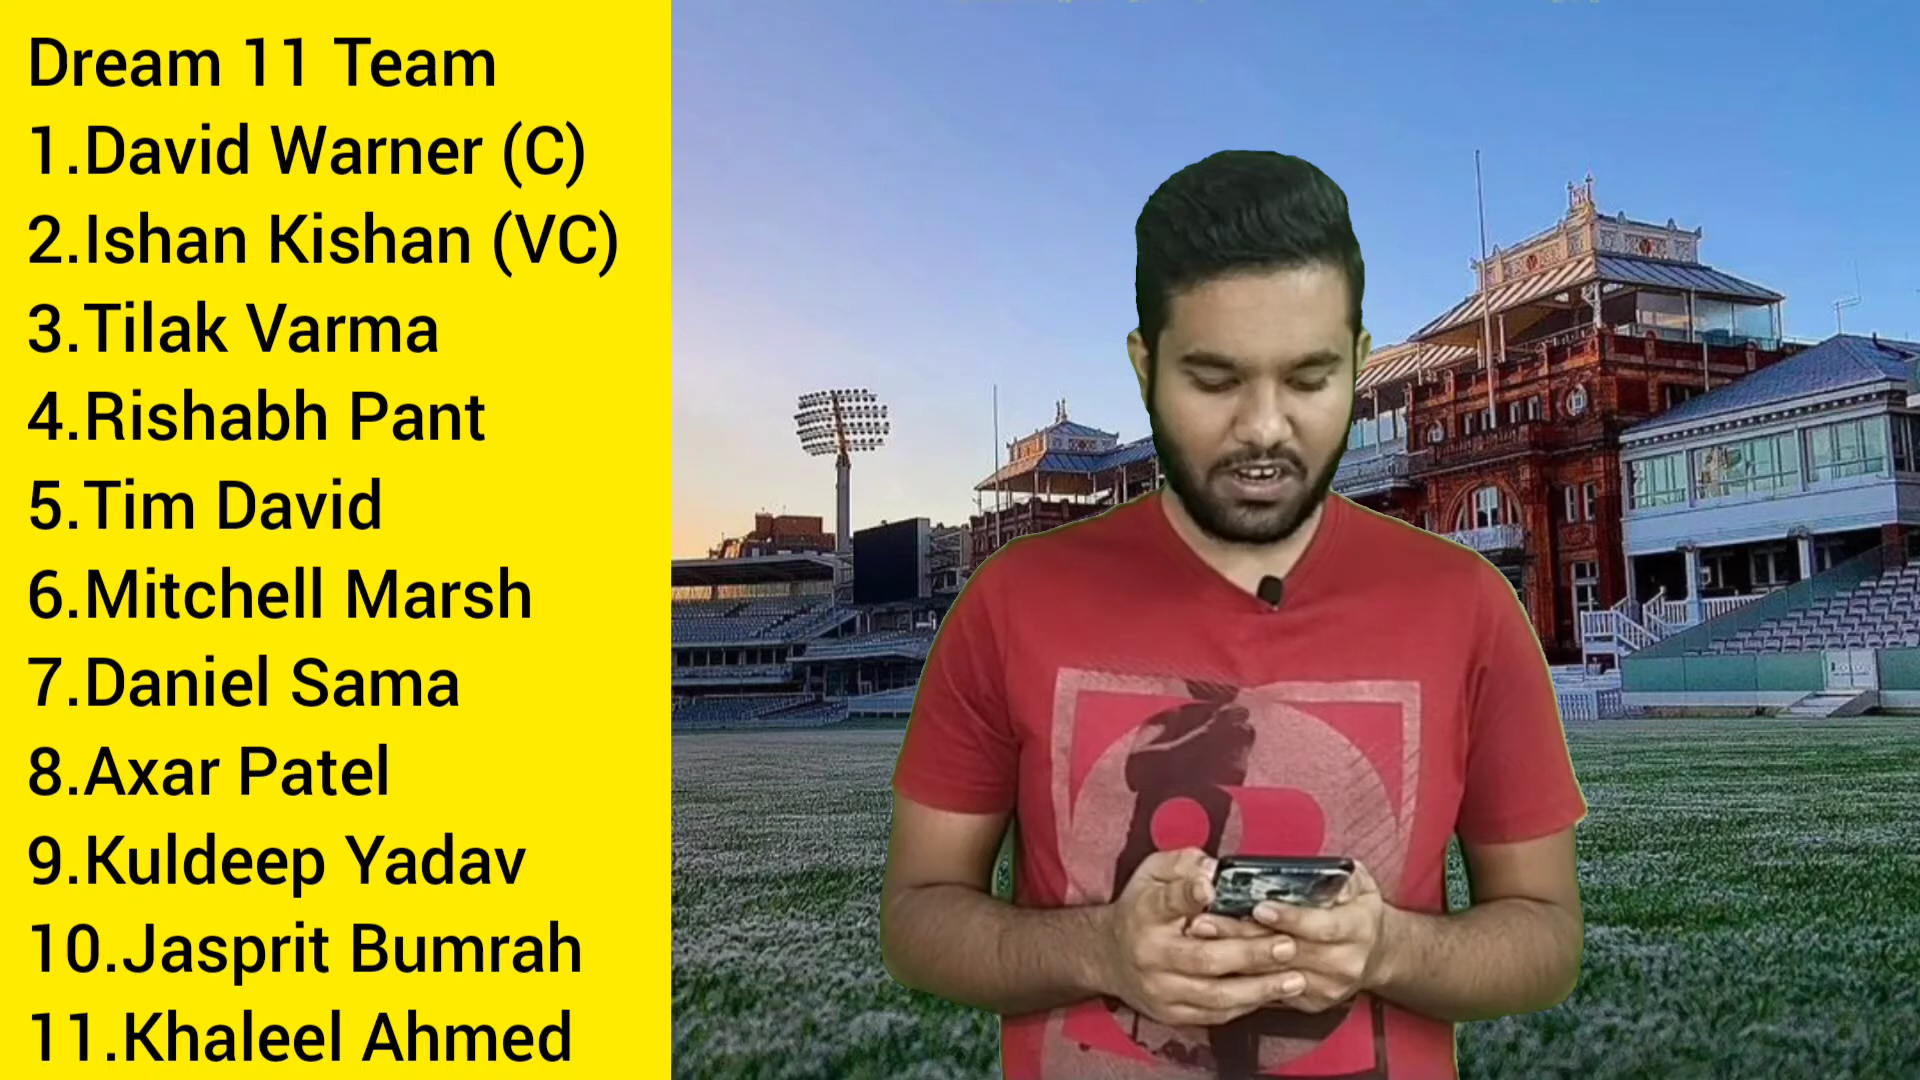 Dream 11 Team
1.David Warner (C)
2.Ishan Kishan (VC)
3.Tilak Varma
4.Rishabh Pant
5.Tim David
6.Mitchell Marsh
7.Daniel Sama
8.Axar Patel
9.Kuldeep Yadav
10.Jasprit Bumrah
11.Khaleel Ahmed